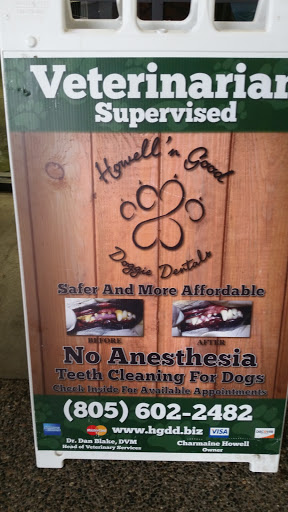 Veterinarian
Supervised
Howell'n Good
Doggie Dentals
Safer And More Affordable
BEFORE AFTER
No Anesthesia
Teeth Cleaning For Dogs
Check Inside For Available Appointments
(805) 602-2482
www.hgdd.biz
MasterCard VISA DISCOVER
Dr. Dan Blake, DVM Charmaine Howell
Head of Veterinary Services Owner